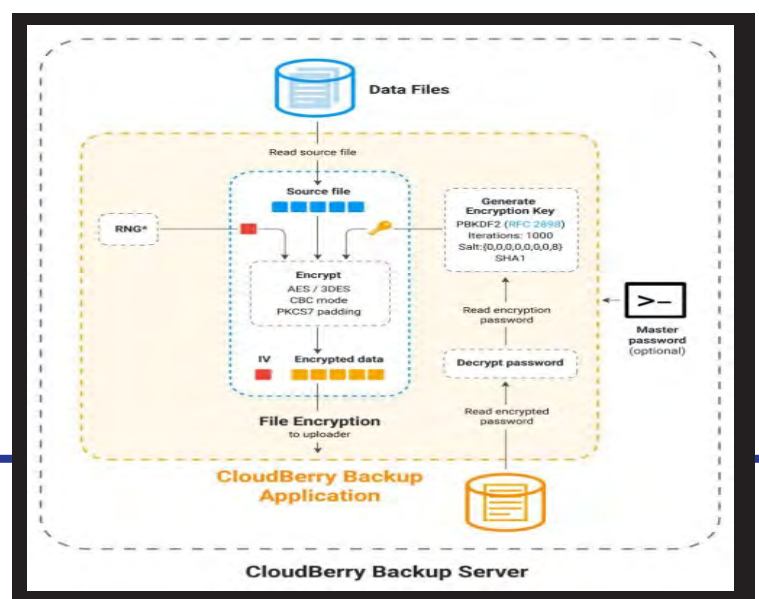 Data Files
Read source file
Source file
RNG*
Generate
Encryption Key
PBKDF2 (RFC 2898)
Iterations: 1000
Salt:{0,0,0,0,0,0,0,8}
SHA1
Encrypt
AES / 3DES
CBC mode
PKCS7 padding
Read encryption
password
>_
Master
password
(optional)
IV
Encrypted data
Decrypt password
Read encrypted
password
File Encryption
to uploader
CloudBerry Backup
Application
CloudBerry Backup Server